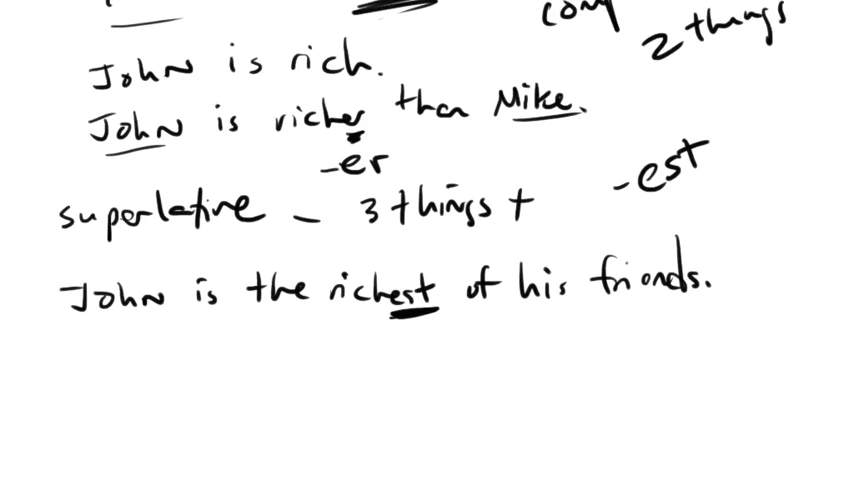 2 things
John is rich.
John is richer than Mike.
-er
-est
superlative - 3 things +
John is the richest of his friends.